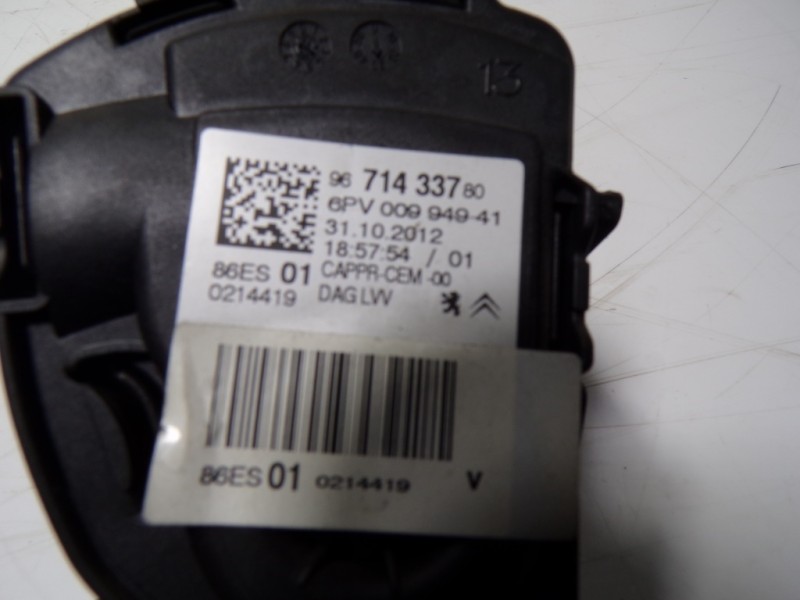 13
96 714 337 80
6PV 009 949-41
31.10.2012
18:57:54 / 01
86ES 01 CAPPR-CEM -00
0214419 DAG LVV
86ES 01 0214419 V